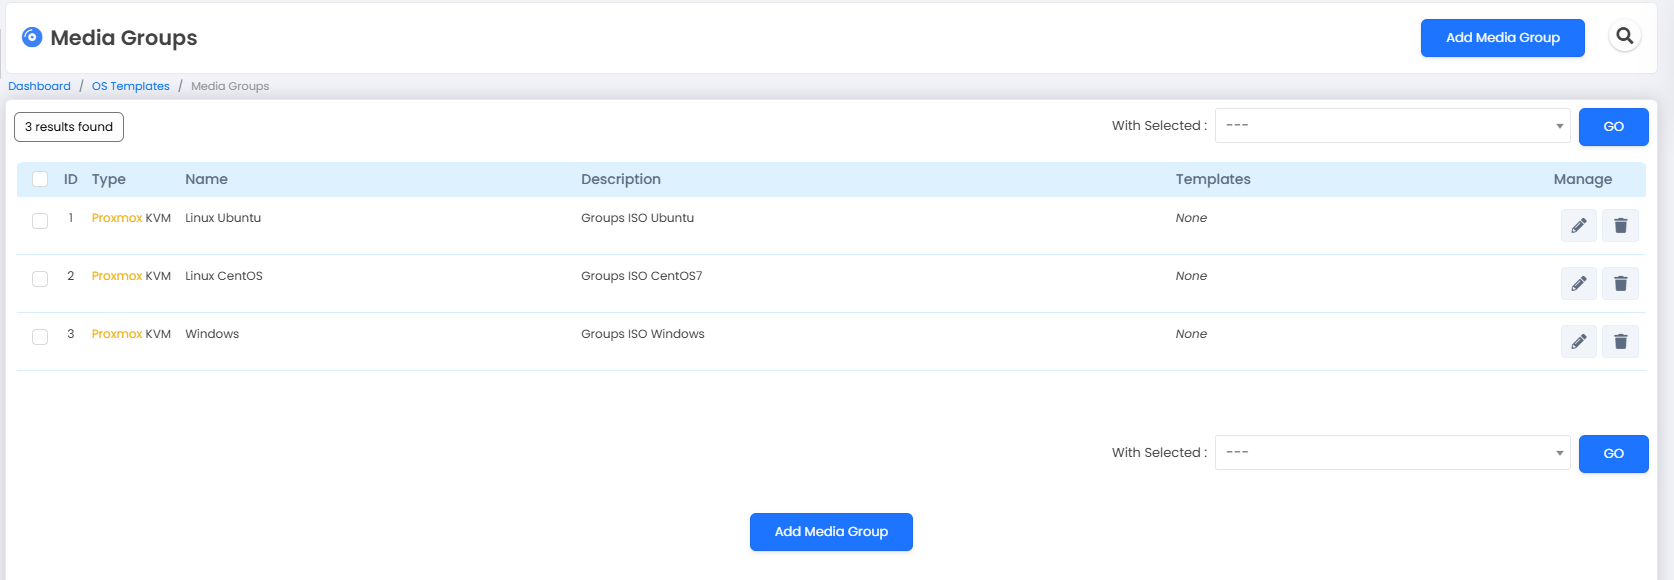 Media Groups
Add Media Group
Dashboard / OS Templates / Media Groups
3 results found
With Selected : ---
GO
ID Type Name Description Templates Manage
1 Proxmox KVM Linux Ubuntu Groups ISO Ubuntu None
2 Proxmox KVM Linux CentOS Groups ISO CentOS7 None
3 Proxmox KVM Windows Groups ISO Windows None
With Selected : ---
GO
Add Media Group